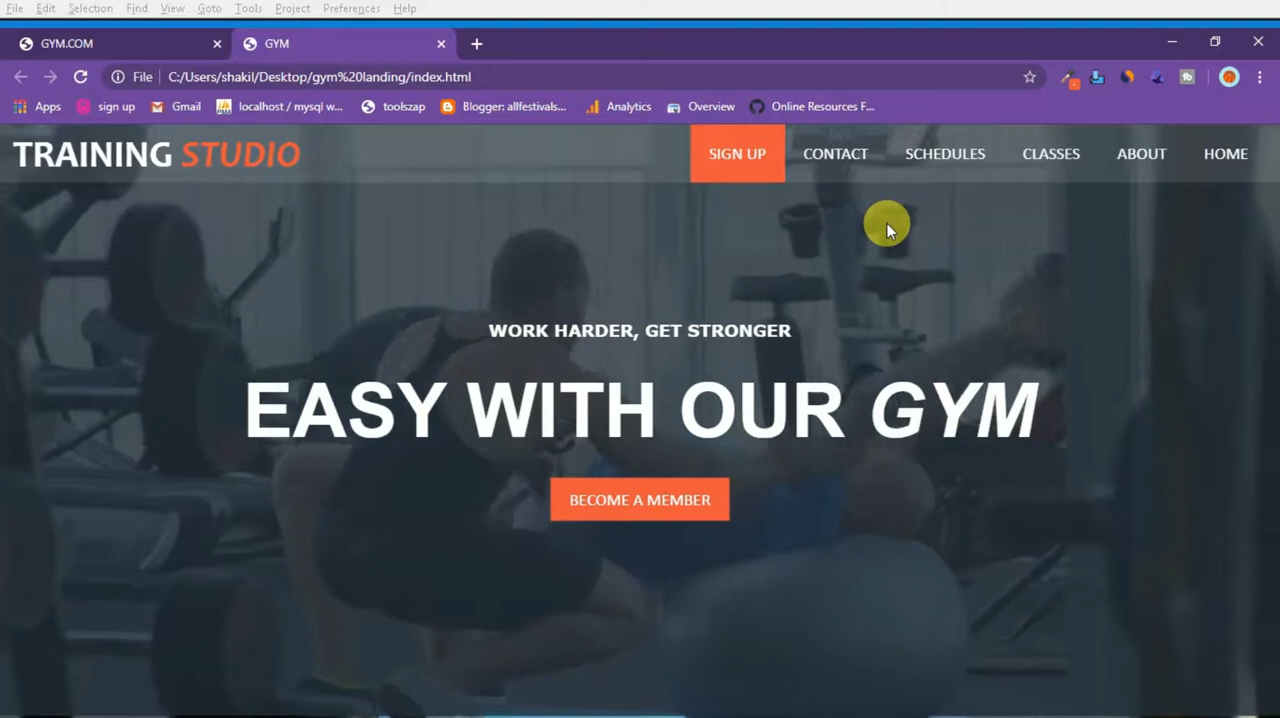 File Edit Selection Find View Goto Tools Project Preferences Help
GYM.COM GYM
File C:/Users/shakil/Desktop/gym%20landing/index.html
Apps sign up Gmail localhost / mysql w... toolszap Blogger: allfestivals... Analytics Overview Online Resources F...
TRAINING STUDIO SIGN UP CONTACT SCHEDULES CLASSES ABOUT HOME
WORK HARDER, GET STRONGER
EASY WITH OUR GYM
BECOME A MEMBER